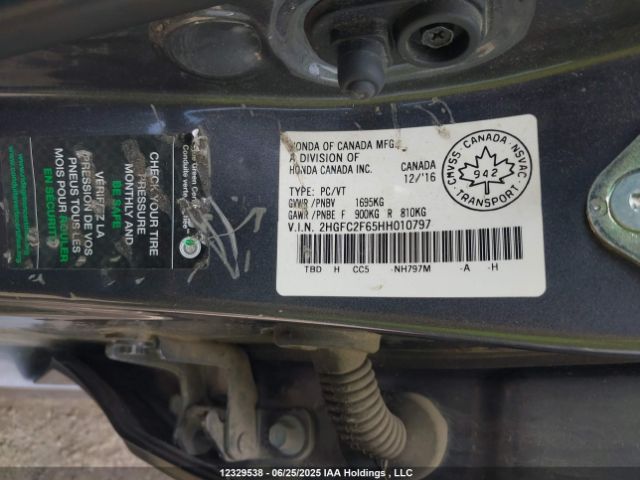 HONDA OF CANADA MFG.
A DIVISION OF
HONDA CANADA INC.
CANADA
12/'16
CMVSS CANADA NSVAC
942
TRANSPORT
TYPE: PC/VT
GVWR /PNBV 1695KG
GAWR /PNBE F 900KG R 810KG
V.I.N. 2HGFC2F65HH010797
TBD H CC5 -NH797M -A -H
CHECK YOUR TIRE
PRESSURE
MONTHLY AND
BE SAFE
VÉRIFIEZ LA
PRESSION DE VOS
PNEUS TOUS LES
MOIS POUR ROULER
EN SÉCURITÉ
12329538 - 06/25/2025 IAA Holdings, LLC